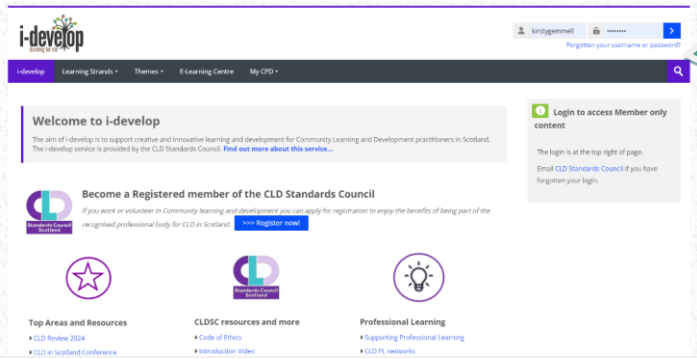 i-develop
learning for cld
kirstygemmell
Forgotten your username or password?
i-develop Learning Strands Themes E-Learning Centre My CPD
Welcome to i-develop
The aim of i-develop is to support creative and innovative learning and development for Community Learning and Development practitioners in Scotland.
The i-develop service is provided by the CLD Standards Council. Find out more about this service...
Login to access Member only
content
The login is at the top right of page.
Email CLD Standards Council if you have
forgotten your login.
Become a Registered member of the CLD Standards Council
If you work or volunteer in Community learning and development you can apply for registration to enjoy the benefits of being part of the
recognised professional body for CLD in Scotland. >>> Register now!
CLD
Standards Council
Scotland
CLD
Standards Council
Scotland
Top Areas and Resources
CLD Review 2024
CLD in Scotland Conference
CLDSC resources and more
Code of Ethics
Introduction Video
Professional Learning
Supporting Professional Learning
CLD PL networks